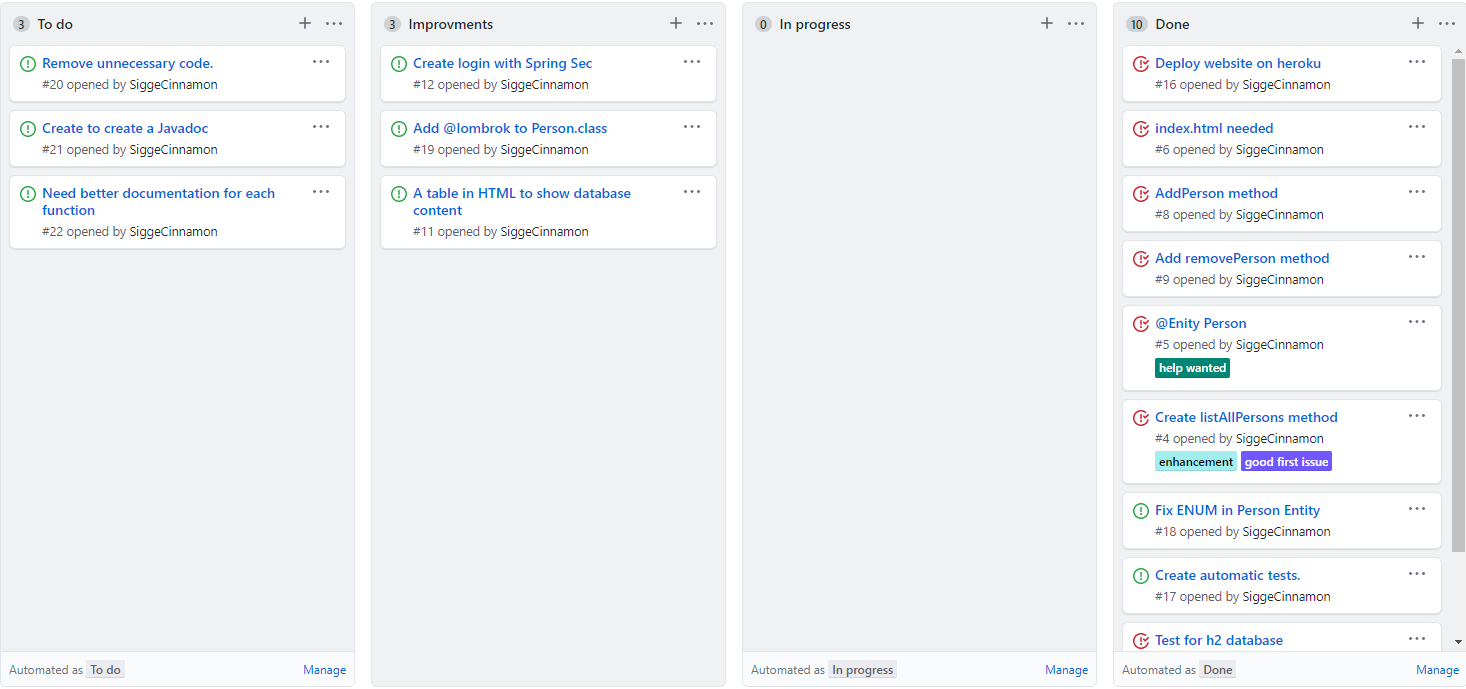 3 To do
Remove unnecessary code.
#20 opened by SiggeCinnamon
Create to create a Javadoc
#21 opened by SiggeCinnamon
Need better documentation for each
function
#22 opened by SiggeCinnamon
Automated as To do Manage
3 Improvments
Create login with Spring Sec
#12 opened by SiggeCinnamon
Add @lombrok to Person.class
#19 opened by SiggeCinnamon
A table in HTML to show database
content
#11 opened by SiggeCinnamon
0 In progress
Automated as In progress Manage
10 Done
Deploy website on heroku
#16 opened by SiggeCinnamon
index.html needed
#6 opened by SiggeCinnamon
AddPerson method
#8 opened by SiggeCinnamon
Add removePerson method
#9 opened by SiggeCinnamon
@Enity Person
#5 opened by SiggeCinnamon
help wanted
Create listAllPersons method
#4 opened by SiggeCinnamon
enhancement good first issue
Fix ENUM in Person Entity
#18 opened by SiggeCinnamon
Create automatic tests.
#17 opened by SiggeCinnamon
Test for h2 database
Automated as Done Manage